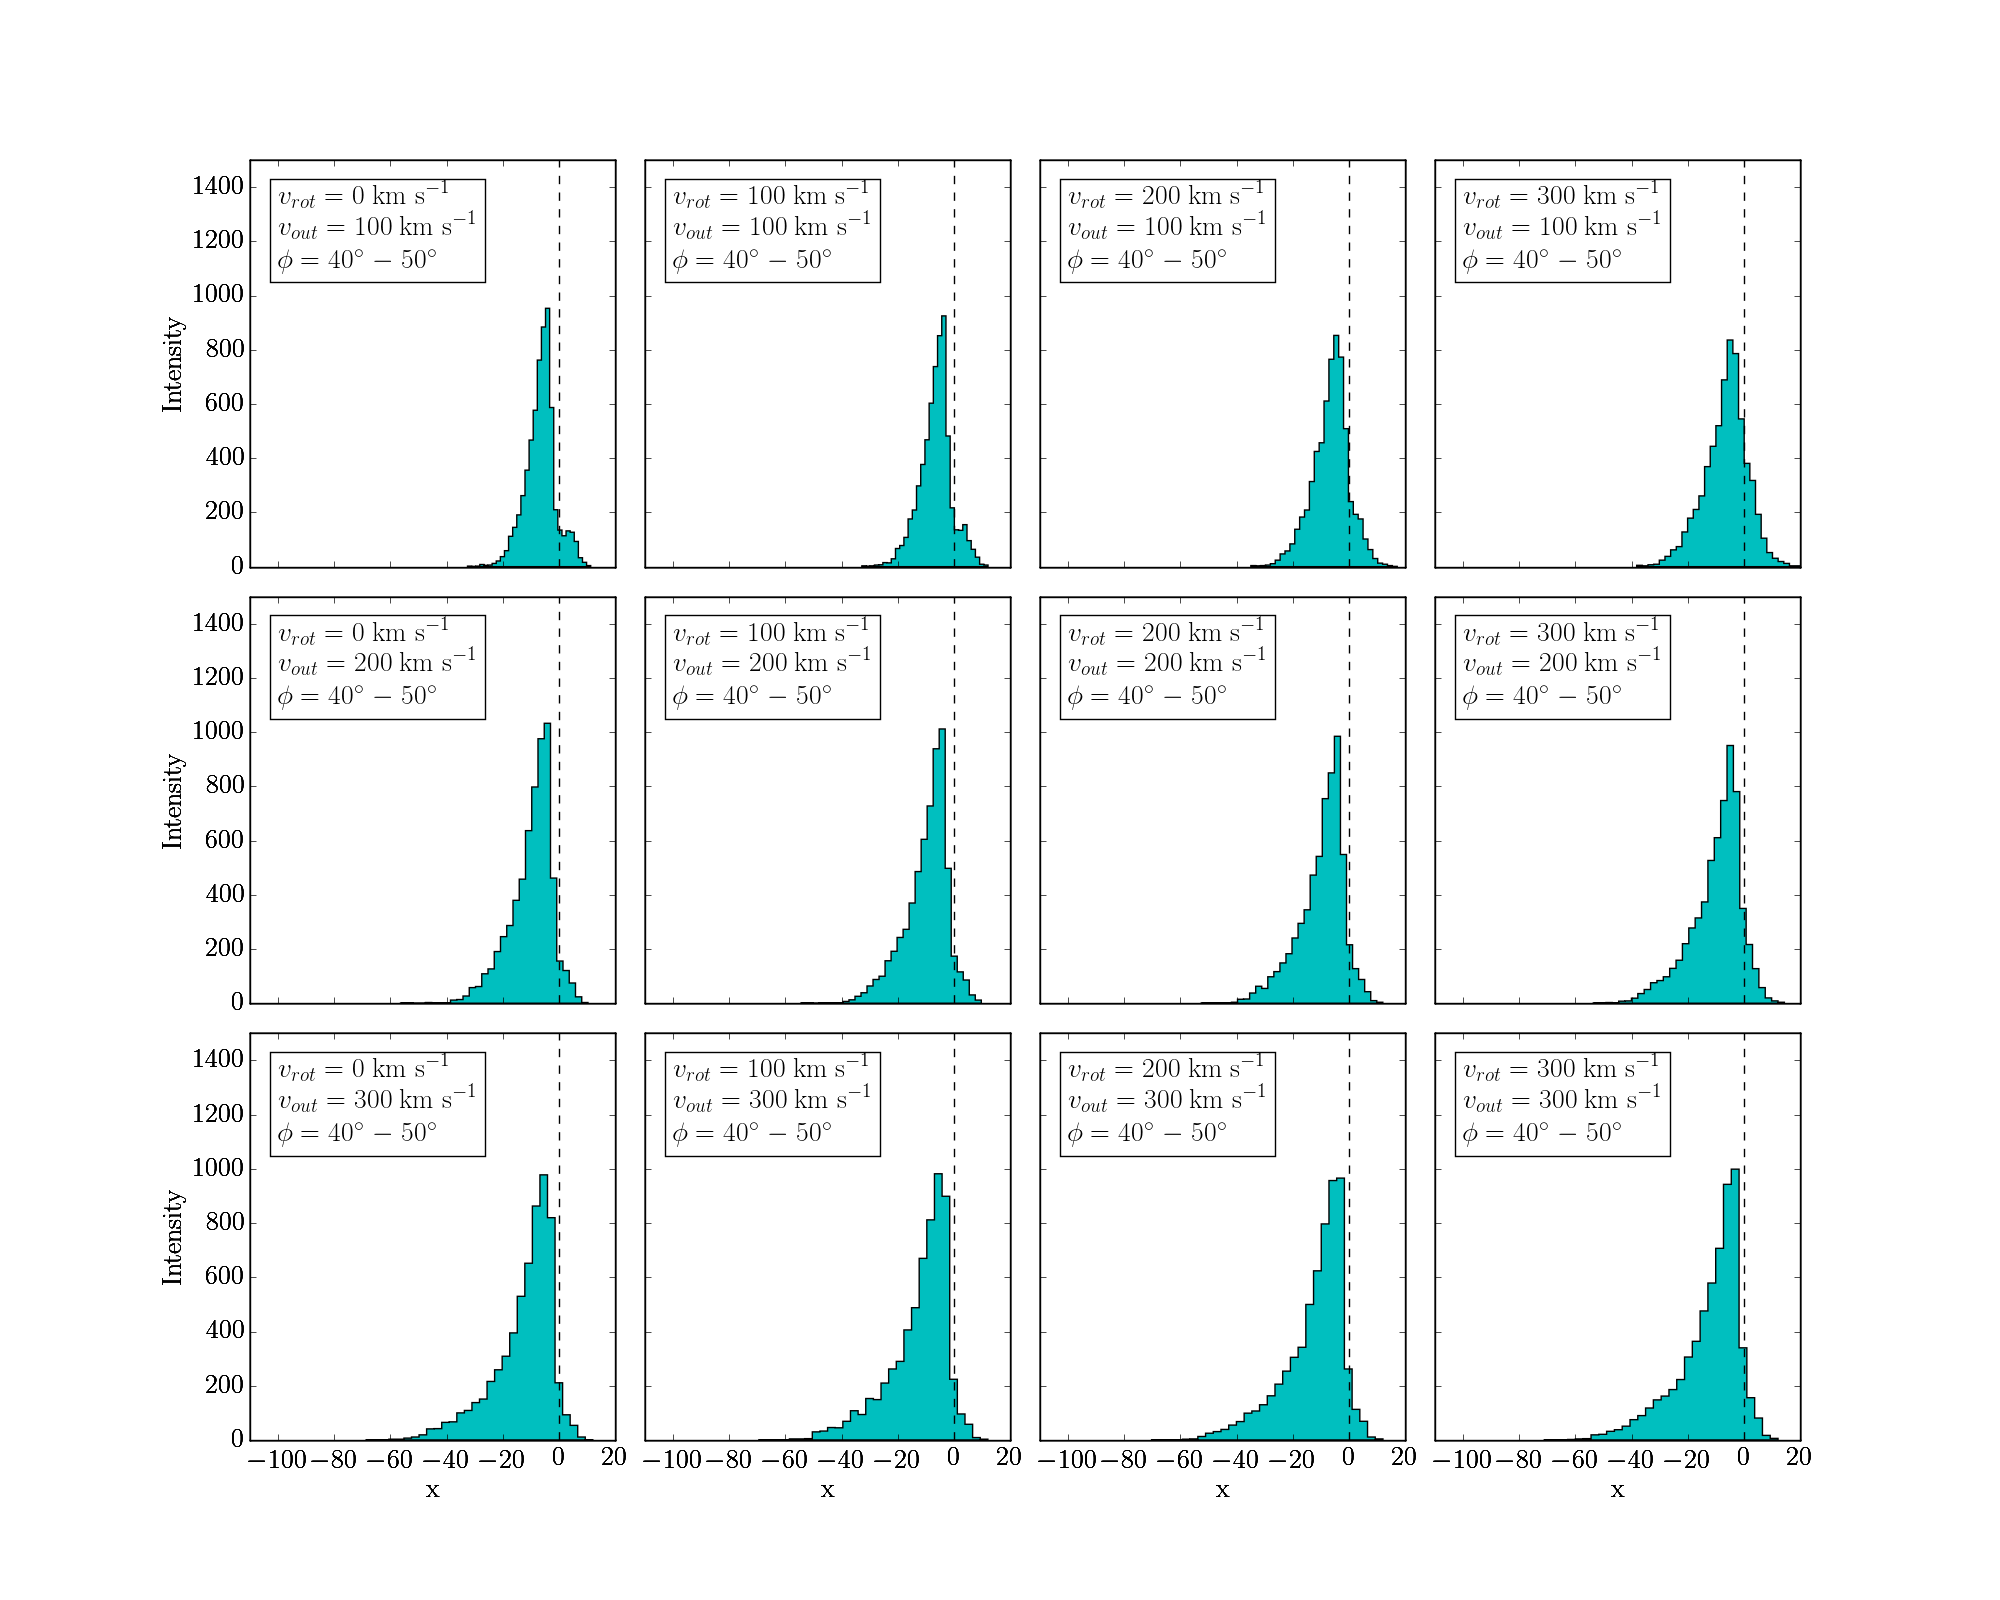 v_rot = 0 km s⁻¹
v_out = 100 km s⁻¹
ϕ = 40° − 50°
v_rot = 100 km s⁻¹
v_out = 100 km s⁻¹
ϕ = 40° − 50°
v_rot = 200 km s⁻¹
v_out = 100 km s⁻¹
ϕ = 40° − 50°
v_rot = 300 km s⁻¹
v_out = 100 km s⁻¹
ϕ = 40° − 50°
1400
1200
1000
800
600
400
200
0
Intensity
v_rot = 0 km s⁻¹
v_out = 200 km s⁻¹
ϕ = 40° − 50°
v_rot = 100 km s⁻¹
v_out = 200 km s⁻¹
ϕ = 40° − 50°
v_rot = 200 km s⁻¹
v_out = 200 km s⁻¹
ϕ = 40° − 50°
v_rot = 300 km s⁻¹
v_out = 200 km s⁻¹
ϕ = 40° − 50°
1400
1200
1000
800
600
400
200
0
Intensity
v_rot = 0 km s⁻¹
v_out = 300 km s⁻¹
ϕ = 40° − 50°
v_rot = 100 km s⁻¹
v_out = 300 km s⁻¹
ϕ = 40° − 50°
v_rot = 200 km s⁻¹
v_out = 300 km s⁻¹
ϕ = 40° − 50°
v_rot = 300 km s⁻¹
v_out = 300 km s⁻¹
ϕ = 40° − 50°
1400
1200
1000
800
600
400
200
0
Intensity
−100 −80 −60 −40 −20 0 20
x
−100 −80 −60 −40 −20 0 20
x
−100 −80 −60 −40 −20 0 20
x
−100 −80 −60 −40 −20 0 20
x